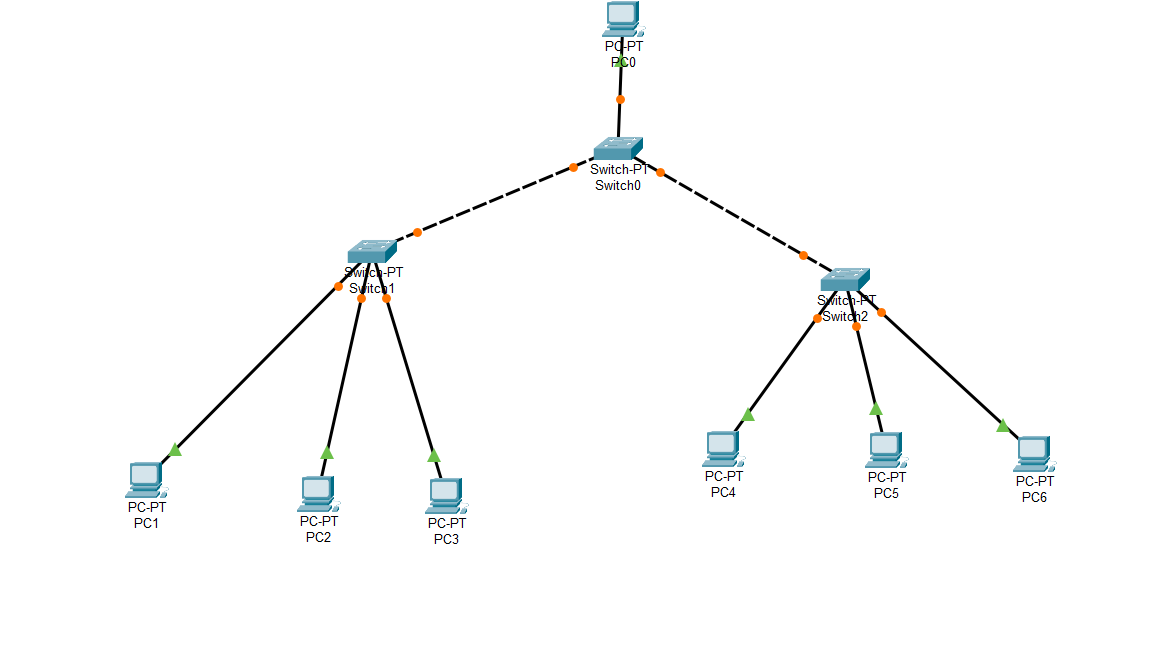 PC-PT
PC0
Switch-PT
Switch0
Switch-PT
Switch1
Switch-PT
Switch2
PC-PT
PC1
PC-PT
PC2
PC-PT
PC3
PC-PT
PC4
PC-PT
PC5
PC-PT
PC6